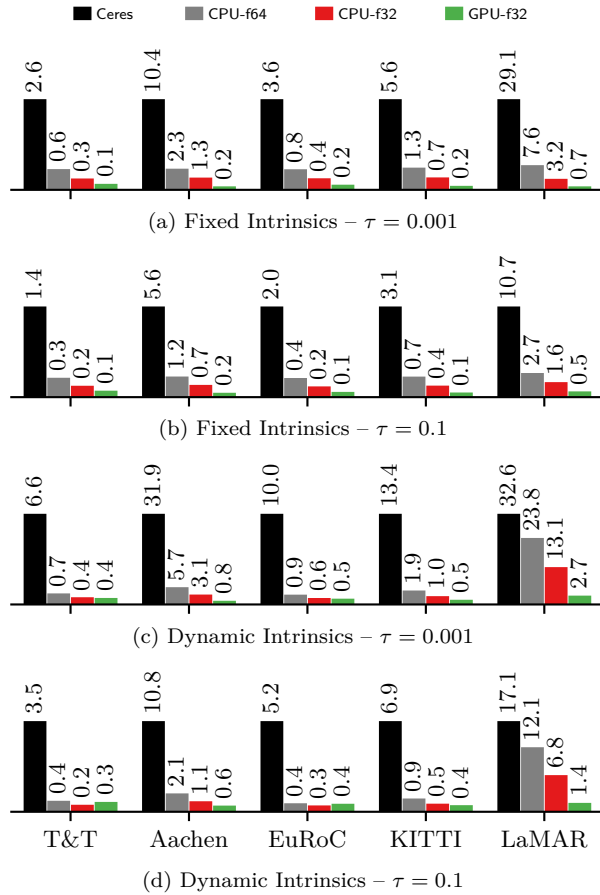 Ceres CPU-f64 CPU-f32 GPU-f32
2.6 0.6 0.3 0.1 10.4 2.3 1.3 0.2 3.6 0.8 0.4 0.2 5.6 1.3 0.7 0.2 29.1 7.6 3.2 0.7
(a) Fixed Intrinsics – τ = 0.001
1.4 0.3 0.2 0.1 5.6 1.2 0.7 0.2 2.0 0.4 0.2 0.1 3.1 0.7 0.4 0.1 10.7 2.7 1.6 0.5
(b) Fixed Intrinsics – τ = 0.1
6.6 0.7 0.4 0.4 31.9 5.7 3.1 0.8 10.0 0.9 0.6 0.5 13.4 1.9 1.0 0.5 32.6 23.8 13.1 2.7
(c) Dynamic Intrinsics – τ = 0.001
3.5 0.4 0.2 0.3 10.8 2.1 1.1 0.6 5.2 0.4 0.3 0.4 6.9 0.9 0.5 0.4 17.1 12.1 6.8 1.4
T&T Aachen EuRoC KITTI LaMAR
(d) Dynamic Intrinsics – τ = 0.1